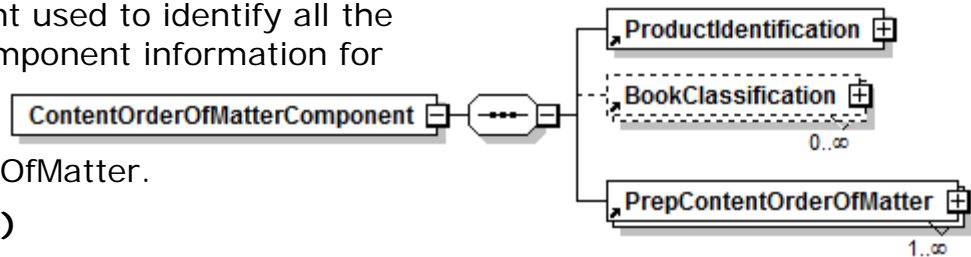 nt used to identify all the
mponent information for
OfMatter.
)
ContentOrderOfMatterComponent
ProductIdentification
BookClassification
0..∞
PrepContentOrderOfMatter
1..∞